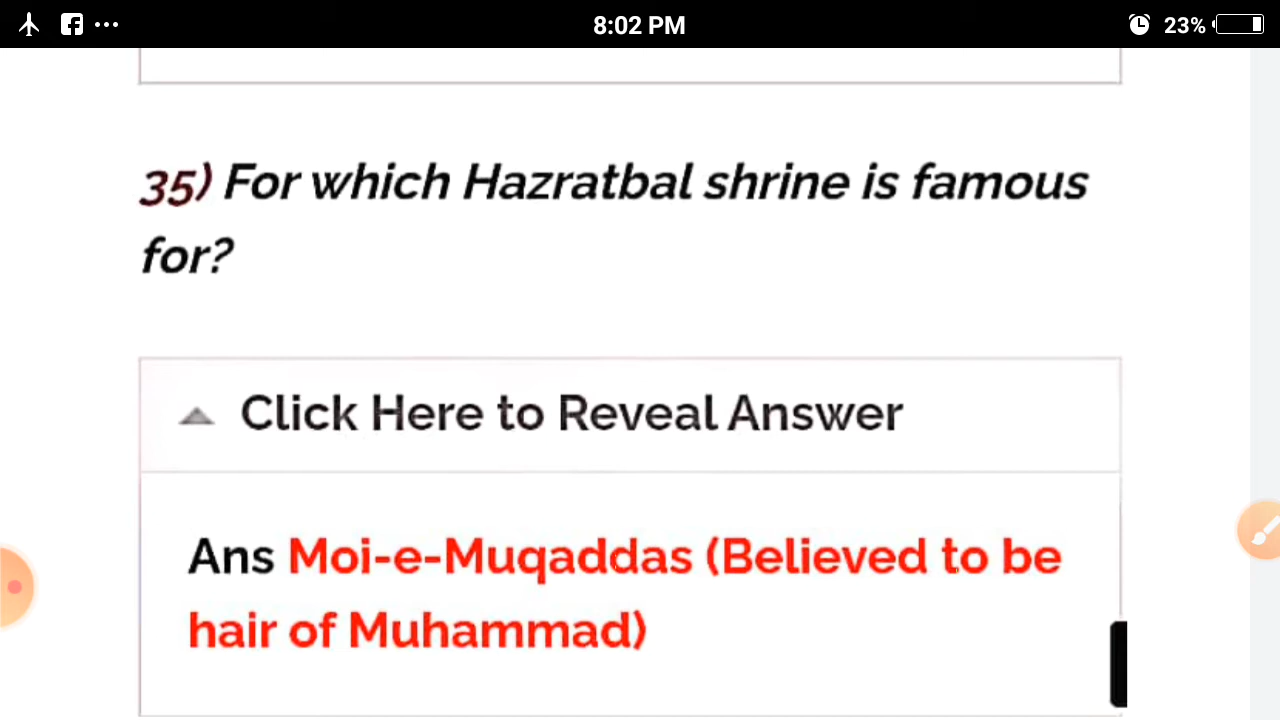 8:02 PM
23%
35) For which Hazratbal shrine is famous
for?
Click Here to Reveal Answer
Ans Moi-e-Muqaddas (Believed to be
hair of Muhammad)